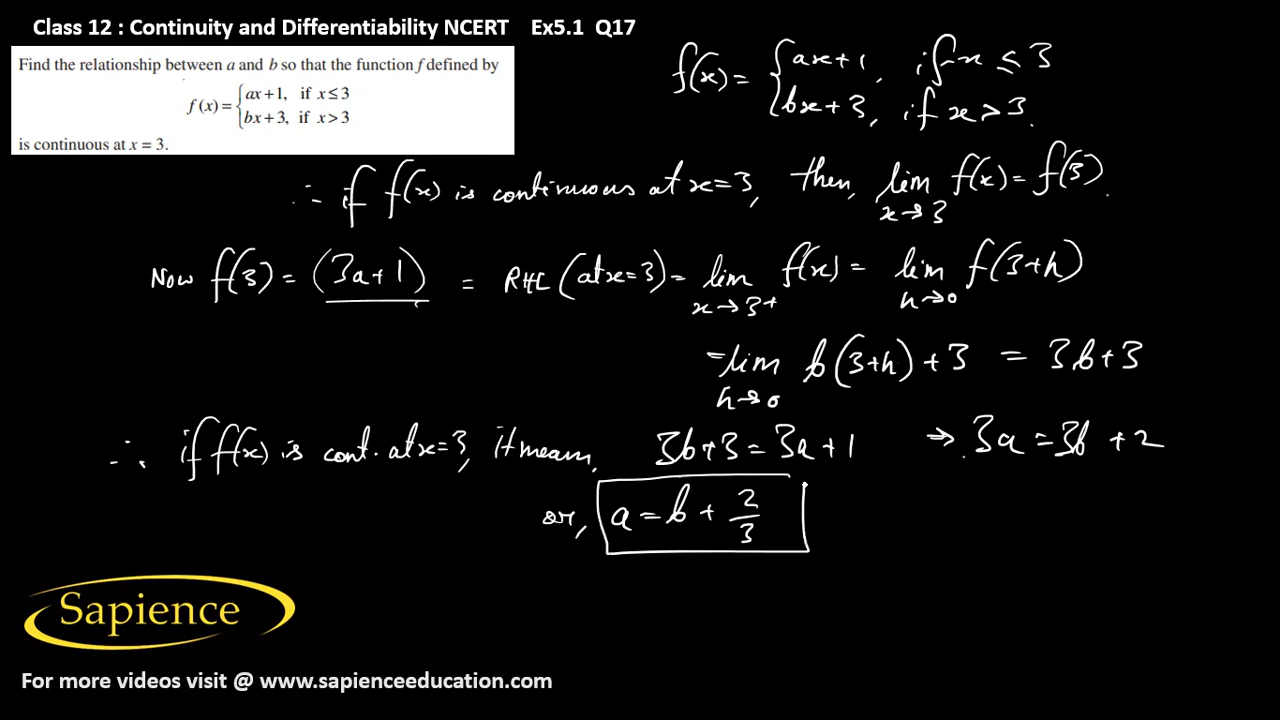 Class 12 : Continuity and Differentiability NCERT Ex5.1 Q17
Find the relationship between a and b so that the function f defined by
f(x) = { ax+1, if x ≤ 3
bx+3, if x > 3
is continuous at x = 3.
f(x) = { ax+1, if x ≤ 3
bx+3, if x > 3.
∴ if f(x) is continuous at x=3, then, lim x→3 f(x) = f(3).
Now f(3) = (3a+1) = RHL (at x=3) = lim x→3+ f(x) = lim h→0 f(3+h)
= lim h→0 b(3+h)+3 = 3b+3
∴ if f(x) is cont. at x=3, it means, 3b+3 = 3a+1 ⇒ 3a = 3b+2
or, a = b + 2/3
Sapience
For more videos visit @ www.sapienceeducation.com